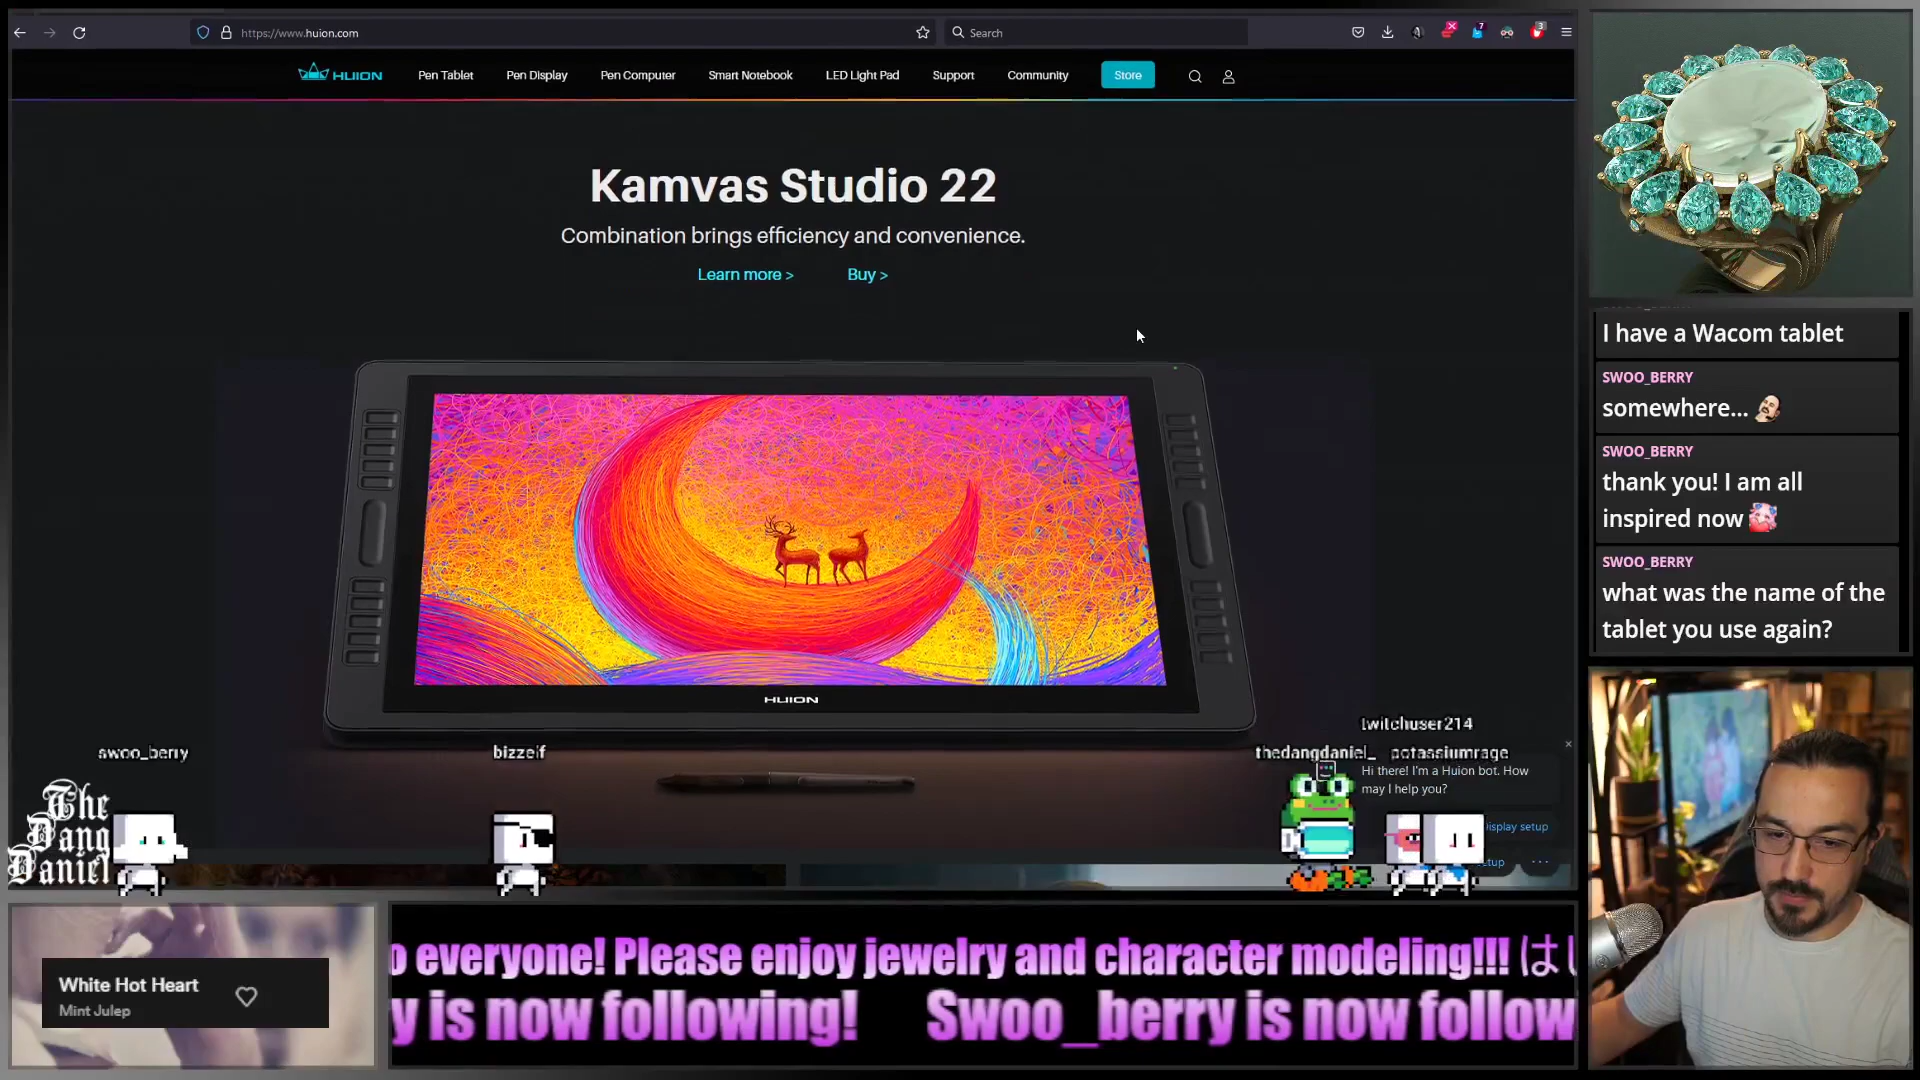 https://www.huion.com
Search
7
3
HUION
Pen Tablet
Pen Display
Pen Computer
Smart Notebook
LED Light Pad
Support
Community
Store
Kamvas Studio 22
Combination brings efficiency and convenience.
Learn more >
Buy >
HUION
I have a Wacom tablet
SWOO_BERRY
somewhere...
SWOO_BERRY
thank you! I am all
inspired now
SWOO_BERRY
what was the name of the
tablet you use again?
twitchuser214
swoo_berry
bizzelf
thedangdaniel_
potassiumrage
Hi there! I'm a Huion bot. How
may I help you?
isplay setup
etup
The
Dang
Daniel
White Hot Heart
Mint Julep
o everyone! Please enjoy jewelry and character modeling!!! はじ
y is now following! Swoo_berry is now follow